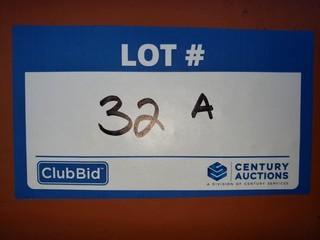 LOT #
32 A
ClubBid
CENTURY
AUCTIONS
A DIVISION OF CENTURY SERVICES